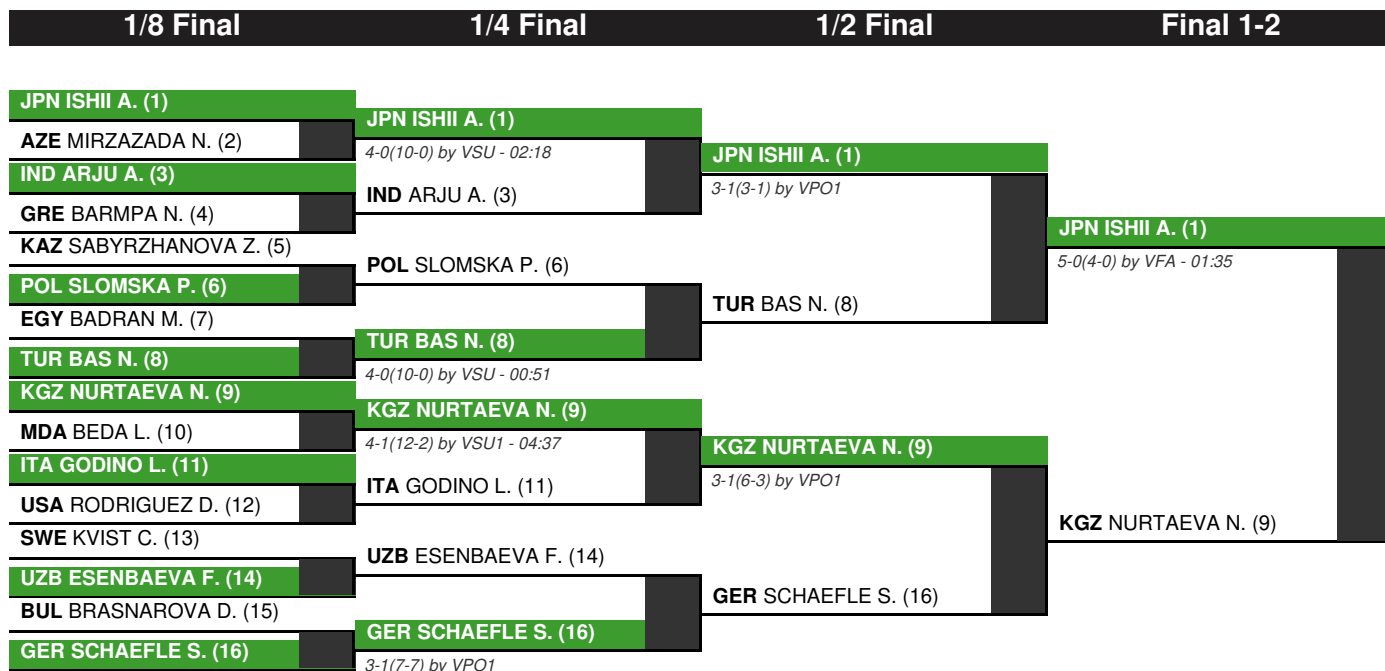 1/8 Final
1/4 Final
1/2 Final
Final 1-2
JPN ISHII A. (1)
AZE MIRZAZADA N. (2)
IND ARJU A. (3)
GRE BARMPA N. (4)
KAZ SABYRZHANOVA Z. (5)
POL SLOMSKA P. (6)
EGY BADRAN M. (7)
TUR BAS N. (8)
KGZ NURTAEVA N. (9)
MDA BEDA L. (10)
ITA GODINO L. (11)
USA RODRIGUEZ D. (12)
SWE KVIST C. (13)
UZB ESENBAEVA F. (14)
BUL BRASNAROVA D. (15)
GER SCHAEFLE S. (16)
JPN ISHII A. (1)
4-0(10-0) by VSU - 02:18
IND ARJU A. (3)
POL SLOMSKA P. (6)
TUR BAS N. (8)
4-0(10-0) by VSU - 00:51
KGZ NURTAEVA N. (9)
4-1(12-2) by VSU1 - 04:37
ITA GODINO L. (11)
UZB ESENBAEVA F. (14)
GER SCHAEFLE S. (16)
3-1(7-7) by VPO1
JPN ISHII A. (1)
3-1(3-1) by VPO1
TUR BAS N. (8)
KGZ NURTAEVA N. (9)
3-1(6-3) by VPO1
GER SCHAEFLE S. (16)
JPN ISHII A. (1)
5-0(4-0) by VFA - 01:35
KGZ NURTAEVA N. (9)